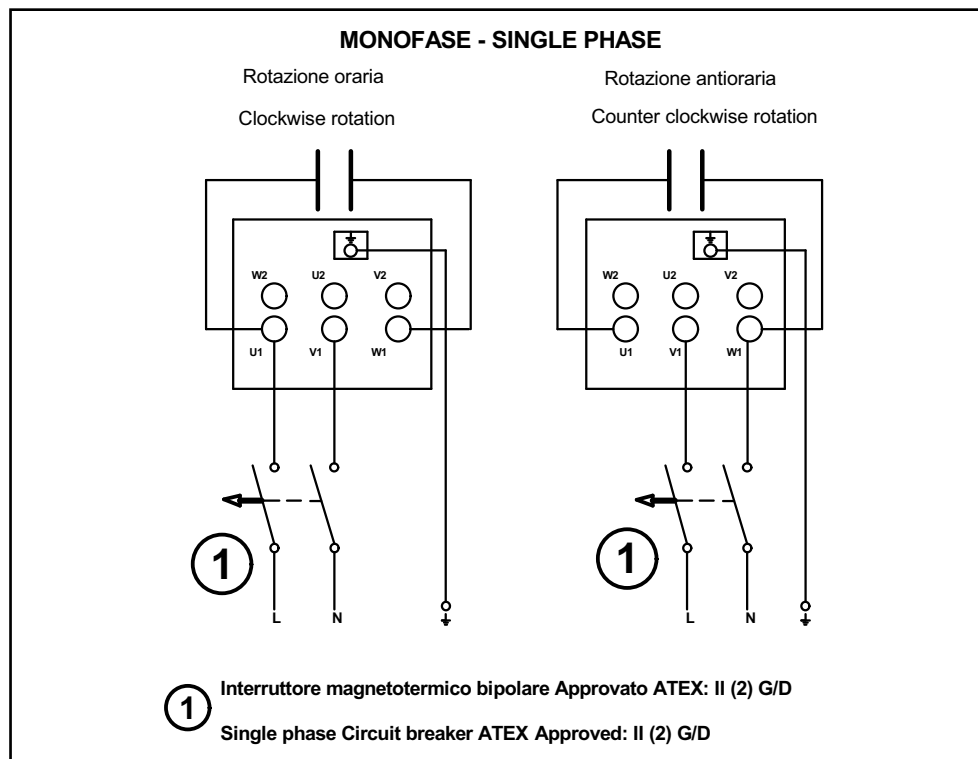 MONOFASE - SINGLE PHASE
Rotazione oraria
Clockwise rotation
W2 U2 V2
U1 V1 W1
1
L N
Rotazione antioraria
Counter clockwise rotation
W2 U2 V2
U1 V1 W1
1
L N
1
Interruttore magnetotermico bipolare Approvato ATEX: II (2) G/D
Single phase Circuit breaker ATEX Approved: II (2) G/D